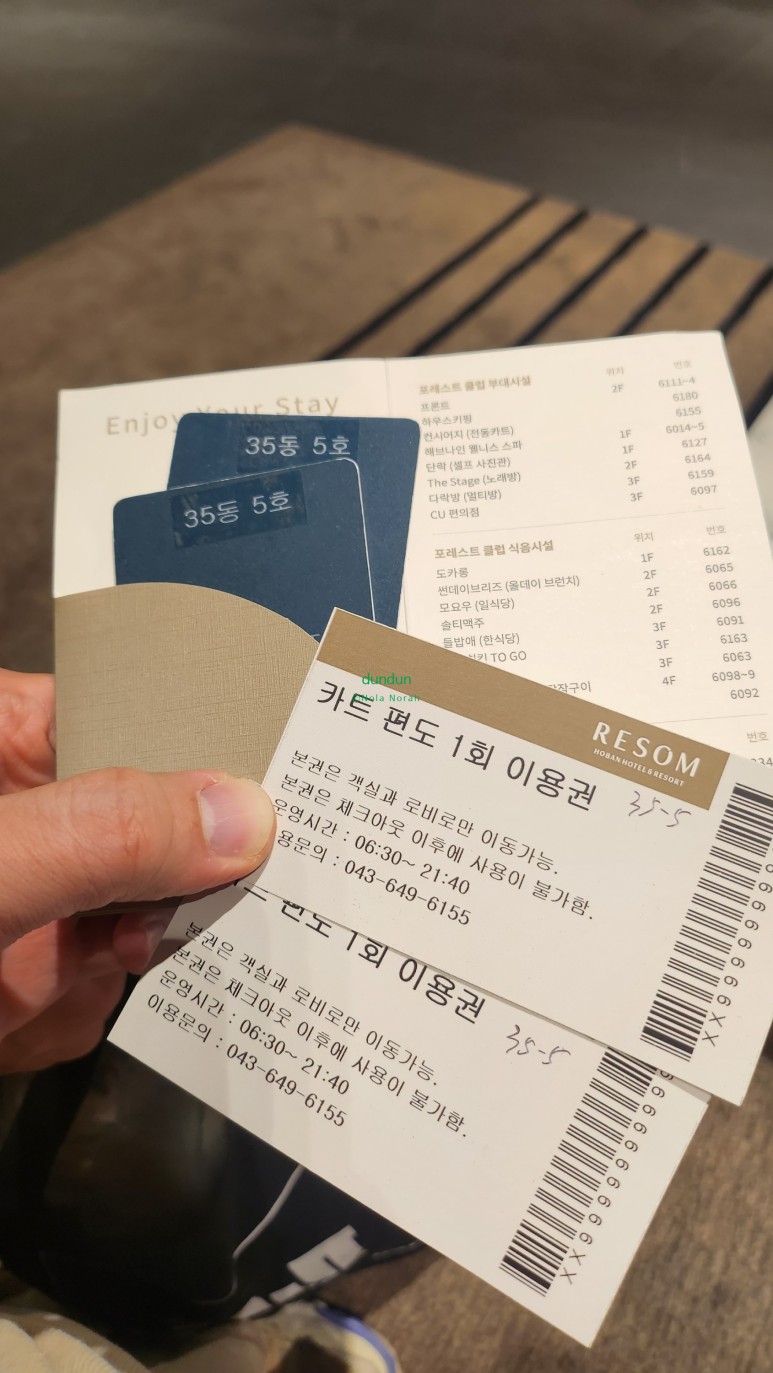 Enjoy Your Stay
35동 5호
35동 5호
포레스트 클럽 부대시설 위치 번호
프론트 2F 6111~4
하우스키핑 6180
컨시어지 (전동카트) 6155
해브나인 웰니스 스파 1F 6014~5
단락 (셀프 사진관) 1F 6127
The Stage (노래방) 2F 6164
다락방 (멀티방) 3F 6159
CU 편의점 3F 6097
포레스트 클럽 식음시설 위치 번호
도카롱 1F 6162
썬데이브리즈 (올데이 브런치) 2F 6065
모요우 (일식당) 2F 6066
솔티맥주 2F 6096
들밥애 (한식당) 3F 6091
TO GO 3F 6163
3F 6063
장작구이 4F 6098~9
6092
번호
dundun
Nola Norah
RESOM
HOBAN HOTEL & RESORT
카트 편도 1회 이용권
35-5
본권은 객실과 로비로만 이동가능.
본권은 체크아웃 이후에 사용이 불가함.
운영시간 : 06:30~ 21:40
용문의 : 043-649-6155
편도 1회 이용권
35-5
본권은 객실과 로비로만 이동가능.
본권은 체크아웃 이후에 사용이 불가함.
운영시간 : 06:30~ 21:40
이용문의 : 043-649-6155